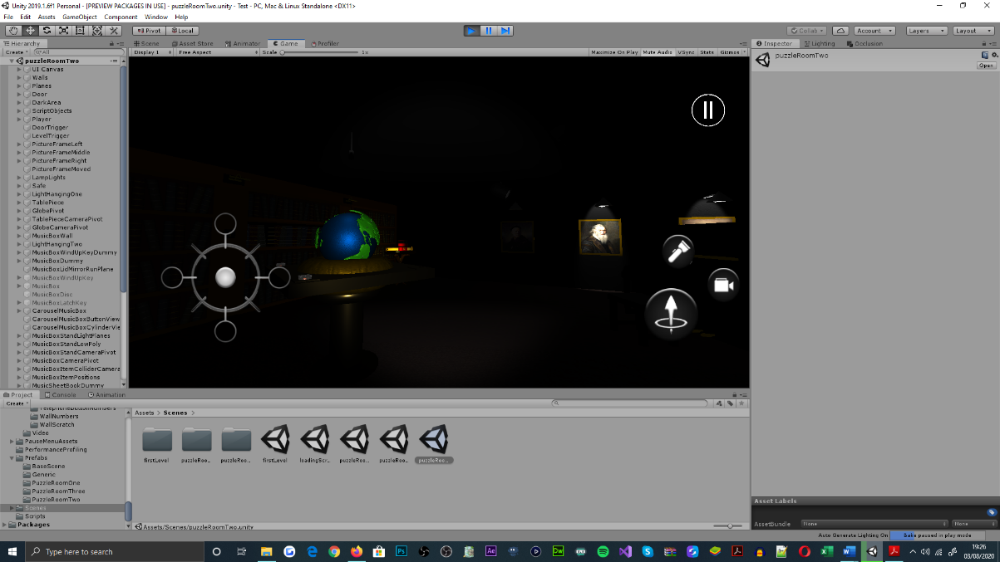 Unity 2019.1.6f1 Personal - [PREVIEW PACKAGES IN USE] - puzzleRoomTwo.unity - Test - PC, Mac & Linux Standalone <DX11>
File Edit Assets GameObject Component Window Help
Pivot Local Collab Account Layers Layout
Hierarchy Scene Asset Store Animator Game Profiler Inspector Lighting Occlusion
Create All Display 1 Free Aspect Scale 1x Maximize On Play Mute Audio VSync Stats Gizmos puzzleRoomTwo
puzzleRoomTwo Open
UI Canvas
Walls
Planes
Door
DarkArea
ScriptObjects
Player
DoorTrigger
LevelTrigger
PictureFrameLeft
PictureFrameMiddle
PictureFrameRight
PictureFrameMoved
LampLights
Safe
LightHangingOne
TablePiece
GlobePivot
TablePieceCameraPivot
GlobeCameraPivot
MusicBoxWall
LightHangingTwo
MusicBoxWindUpKeyDummy
MusicBoxDummy
MusicBoxLidMirrorRunPlane
MusicBoxWindUpKey
MusicBox
MusicBoxDisc
MusicBoxLatchKey
CarouselMusicBox
CarouselMusicBoxButtonView
CarouselMusicBoxCylinderVie
MusicBoxStandLightPlanes
MusicBoxStandLowPoly
MusicBoxStandCameraPivot
MusicBoxCameraPivot
MusicBoxItemColliderCamera
MusicBoxItemPositions
MusicSheetBookDummy
Project Console Animation
Create
TelephoneButtonNumbers
WallNumbers
WallScratch
Video
PauseMenuAssets
PerformanceProfiling
Prefabs
BaseScene
Generic
PuzzleRoomOne
PuzzleRoomThree
PuzzleRoomTwo
Scenes
Scripts
Packages
Assets > Scenes >
firstLevel puzzleRoo... puzzleRoo... firstLevel loadingScr... puzzleRoo... puzzleRoo... puzzleRoo...
Assets/Scenes/puzzleRoomTwo.unity
Asset Labels
AssetBundle None None
Auto Generate Lighting On Bake paused in play mode
Type here to search
19:26
03/08/2020